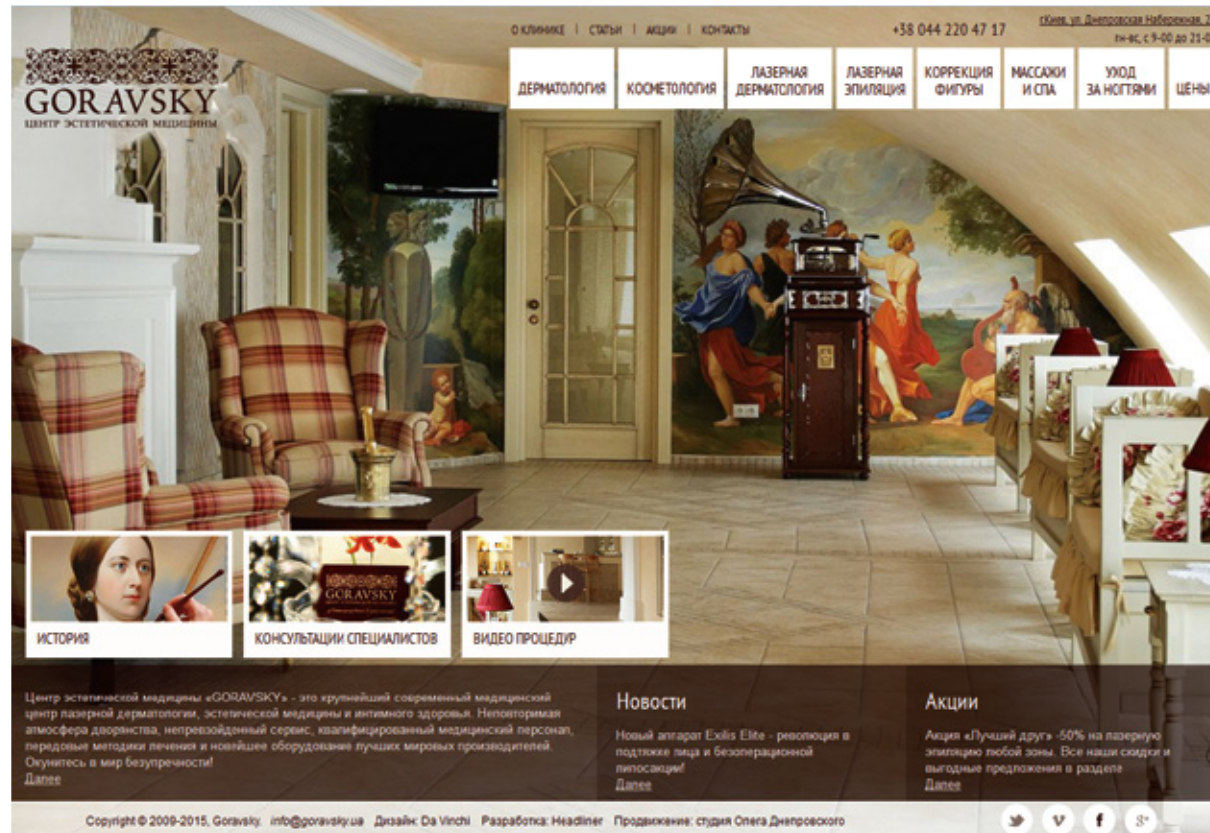 О КЛИНИКЕ | СТАТЬИ | АКЦИИ | КОНТАКТЫ
+38 044 220 47 17
г.Киев, ул. Днепровская Набережная, 2
пн-вс, с 9-00 до 21-0
GORAVSKY
ЦЕНТР ЭСТЕТИЧЕСКОЙ МЕДИЦИНЫ
ДЕРМАТОЛОГИЯ
КОСМЕТОЛОГИЯ
ЛАЗЕРНАЯ
ДЕРМАТОЛОГИЯ
ЛАЗЕРНАЯ
ЭПИЛЯЦИЯ
КОРРЕКЦИЯ
ФИГУРЫ
МАССАЖИ
И СПА
УХОД
ЗА НОГТЯМИ
ЦЕНЫ
GORAVSKY
ИСТОРИЯ
КОНСУЛЬТАЦИИ СПЕЦИАЛИСТОВ
ВИДЕО ПРОЦЕДУР
Центр эстетической медицины «GORAVSKY» - это крупнейший современный медицинский
центр лазерной дерматологии, эстетической медицины и интимного здоровья. Неповторимая
атмосфера дворянства, непревзойденный сервис, квалифицированный медицинский персонал,
передовые методики лечения и новейшее оборудование лучших мировых производителей.
Окунитесь в мир безупречности!
Далее
Новости
Новый аппарат Exilis Elite - революция в
подтяжке лица и безоперационной
липосакции!
Далее
Акции
Акция «Лучший друг» -50% на лазерную
эпиляцию любой зоны. Все наши скидки и
выгодные предложения в разделе
Далее
Copyright © 2009-2015, Goravsky. info@goravsky.ua Дизайн: Da Vinchi Разработка: Headliner Продвижение: студия Олега Днепровского